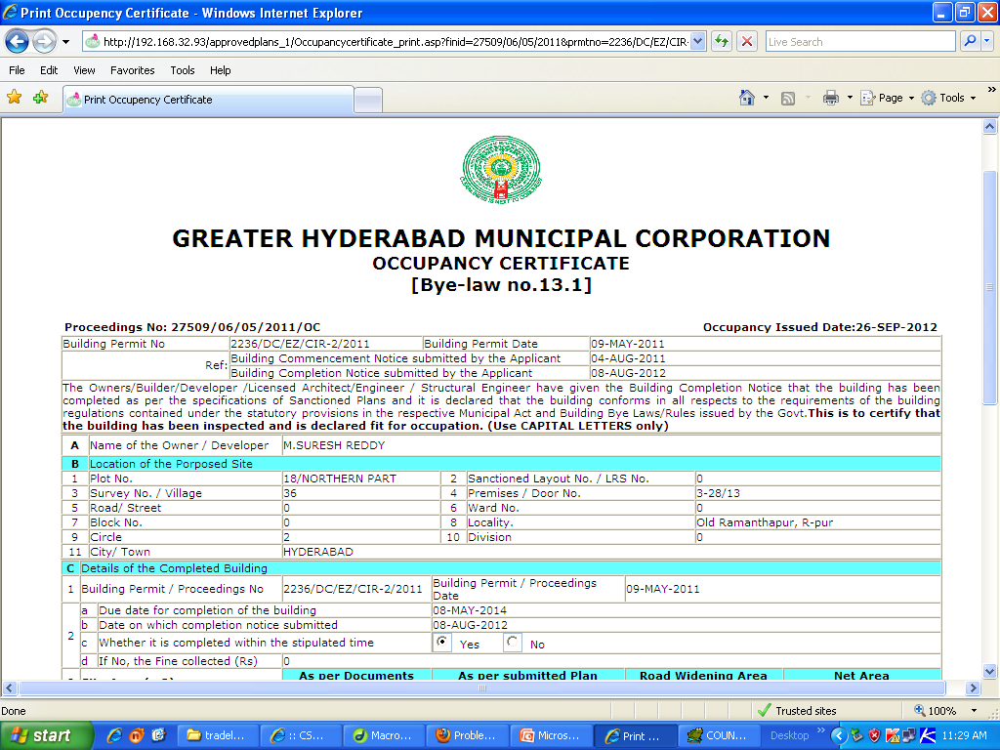 Print Occupancy Certificate - Windows Internet Explorer
http://192.168.32.93/approvedplans_1/Occupancycertificate_print.asp?finid=27509/06/05/2011&prmtno=2236/DC/EZ/CIR- Live Search
File Edit View Favorites Tools Help
Print Occupancy Certificate Page Tools »
GREATER HYDERABAD MUNICIPAL CORPORATION
OCCUPANCY CERTIFICATE
[Bye-law no.13.1]
Proceedings No: 27509/06/05/2011/OC Occupancy Issued Date:26-SEP-2012
Building Permit No 2236/DC/EZ/CIR-2/2011 Building Permit Date 09-MAY-2011
Ref: Building Commencement Notice submitted by the Applicant 04-AUG-2011
Building Completion Notice submitted by the Applicant 08-AUG-2012
The Owners/Builder/Developer /Licensed Architect/Engineer / Structural Engineer have given the Building Completion Notice that the building has been
completed as per the specifications of Sanctioned Plans and it is declared that the building conforms in all respects to the requirements of the building
regulations contained under the statutory provisions in the respective Municipal Act and Building Bye Laws/Rules issued by the Govt.This is to certify that
the building has been inspected and is declared fit for occupation. (Use CAPITAL LETTERS only)
A Name of the Owner / Developer M.SURESH REDDY
B Location of the Porposed Site
1 Plot No. 18/NORTHERN PART 2 Sanctioned Layout No. / LRS No. 0
3 Survey No. / Village 36 4 Premises / Door No. 3-28/13
5 Road/ Street 0 6 Ward No. 0
7 Block No. 0 8 Locality. Old Ramanthapur, R-pur
9 Circle 2 10 Division 0
11 City/ Town HYDERABAD
C Details of the Completed Building
1 Building Permit / Proceedings No 2236/DC/EZ/CIR-2/2011 Building Permit / Proceedings Date 09-MAY-2011
2 a Due date for completion of the building 08-MAY-2014
b Date on which completion notice submitted 08-AUG-2012
c Whether it is completed within the stipulated time Yes No
d If No, the Fine collected (Rs) 0
As per Documents As per submitted Plan Road Widening Area Net Area
Done Trusted sites 100%
start tradel... :: CS... Macro... Proble... Micros... Print ... COUN... Desktop » 11:29 AM